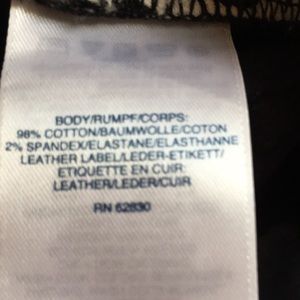 BODY/RUMPF/CORPS:
98% COTTON/BAUMWOLLE/COTON
2% SPANDEX/ELASTANE/ELASTHANNE
LEATHER LABEL/LEDER-ETIKETT/
ETIQUETTE EN CUIR:
LEATHER/LEDER/CUIR
RN 62830